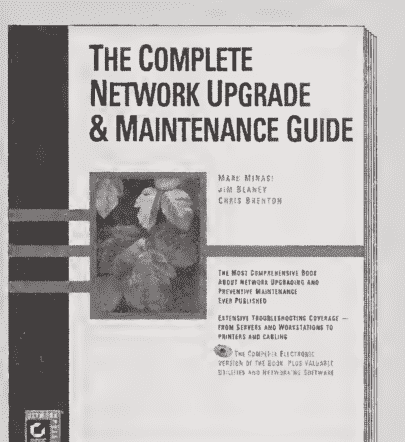 THE COMPLETE
NETWORK UPGRADE
& MAINTENANCE GUIDE
MARK MINASI
JIM BLANEY
CHRIS BRENTON
THE MOST COMPREHENSIVE BOOK
ABOUT NETWORK UPGRADING AND
PREVENTIVE MAINTENANCE
EVER PUBLISHED
EXTENSIVE TROUBLESHOOTING COVERAGE —
FROM SERVERS AND WORKSTATIONS TO
PRINTERS AND CABLING
THE COMPLETE ELECTRONIC
VERSION OF THE BOOK PLUS VALUABLE
UTILITIES AND NETWORKING SOFTWARE
NETWORK PRESS